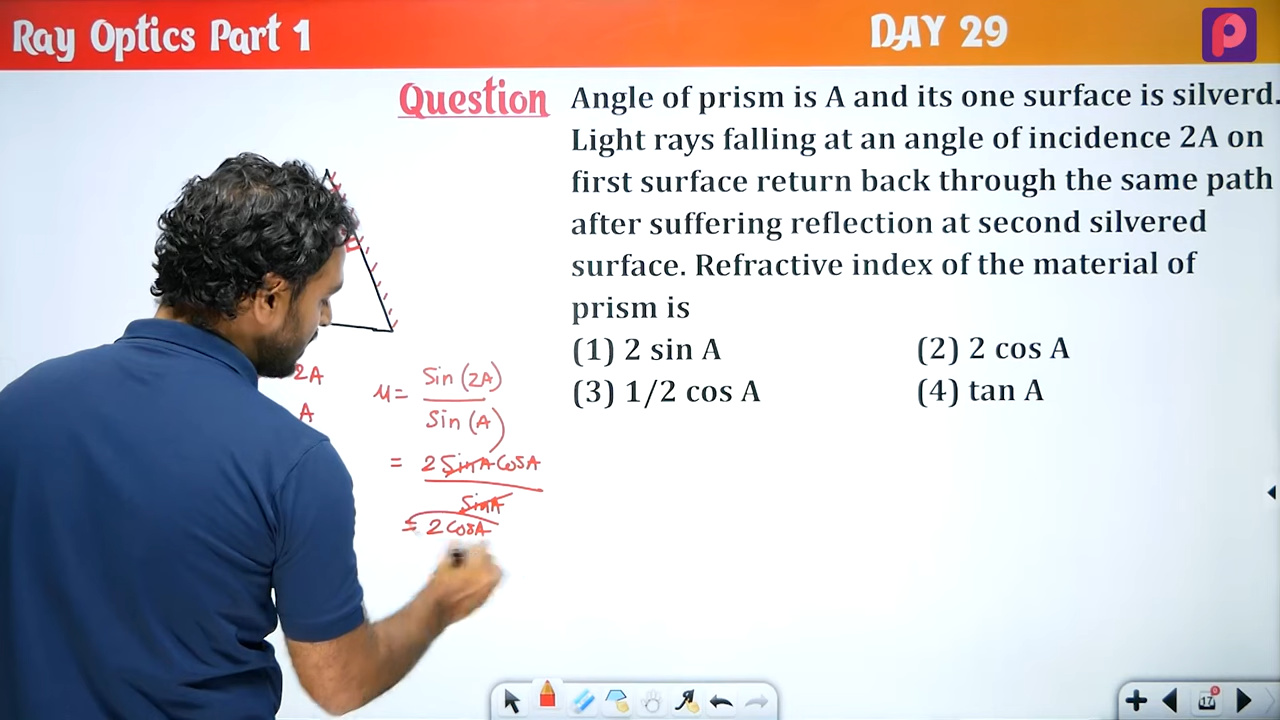 Ray Optics Part 1
DAY 29
Question
Angle of prism is A and its one surface is silverd.
Light rays falling at an angle of incidence 2A on
first surface return back through the same path
after suffering reflection at second silvered
surface. Refractive index of the material of
prism is
(1) 2 sin A
(2) 2 cos A
(3) 1/2 cos A
(4) tan A
2A
A
μ= Sin (2A)
Sin (A)
= 2 SinA CosA
SinA
= 2 CosA
17